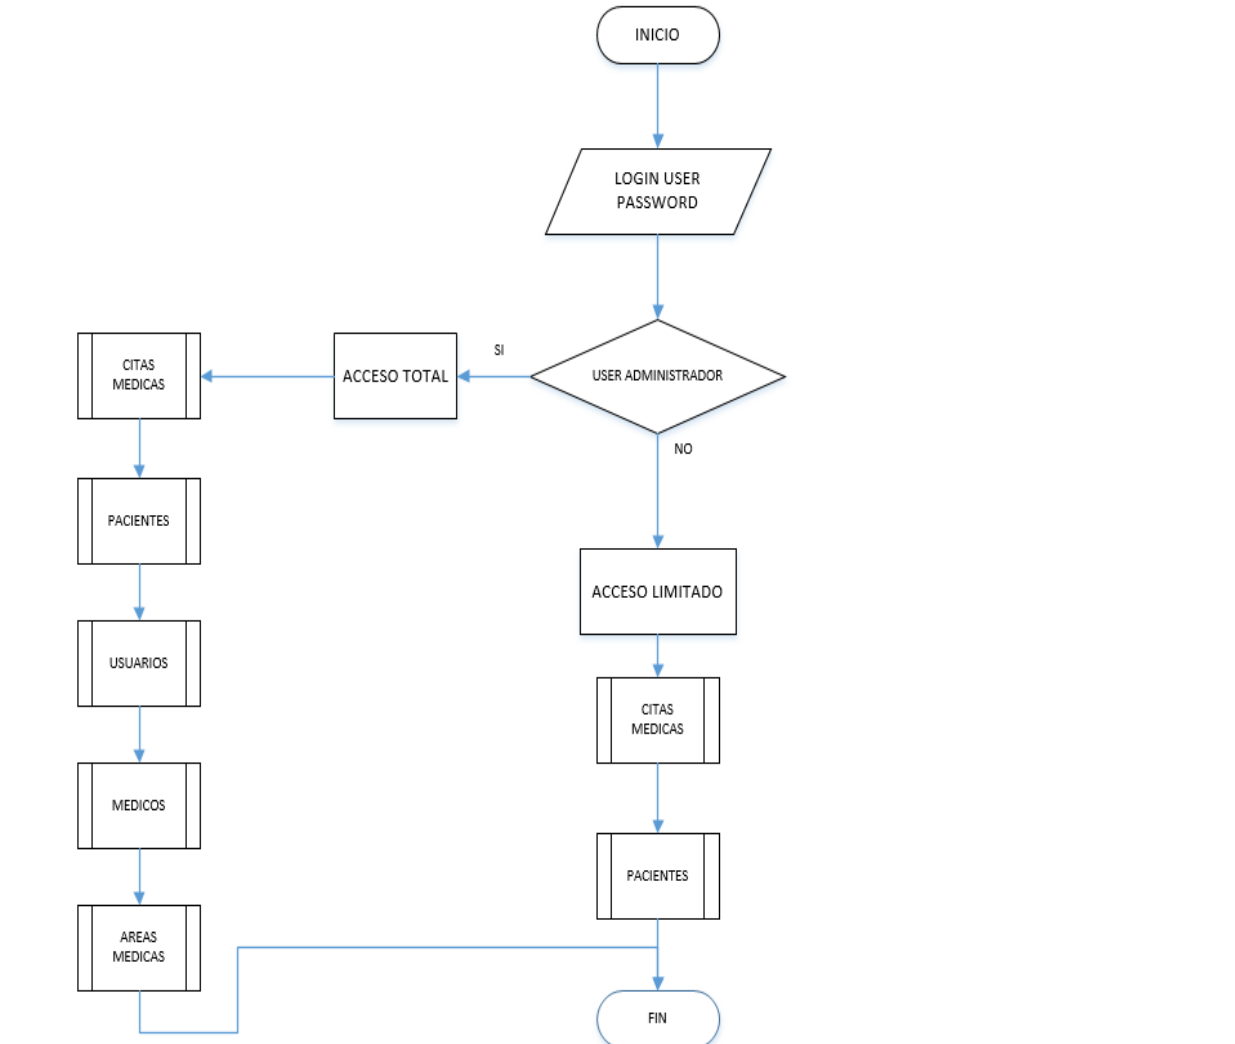 INICIO
LOGIN USER
PASSWORD
USER ADMINISTRADOR
SI
ACCESO TOTAL
CITAS
MEDICAS
PACIENTES
USUARIOS
MEDICOS
AREAS
MEDICAS
NO
ACCESO LIMITADO
CITAS
MEDICAS
PACIENTES
FIN